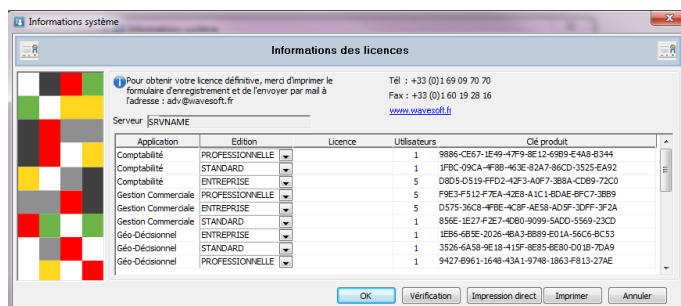 Informations système
Informations des licences
Pour obtenir votre licence définitive, merci d'imprimer le
formulaire d'enregistrement et de l'envoyer par mail à
l'adresse : adv@wavesoft.fr
Tél : +33 (0)1 69 09 70 70
Fax : +33 (0)1 60 19 28 16
www.wavesoft.fr
Serveur SRVNAME
Application Edition Licence Utilisateurs Clé produit
Comptabilité PROFESSIONNELLE 1 9886-CE67-1E49-47F9-8E12-69B9-E4A8-B344
Comptabilité STANDARD 1 1FBC-09CA-4F8B-463E-82A7-86CD-3525-EA92
Comptabilité ENTREPRISE 5 D8D5-D519-FFD2-42F3-A0F7-3B8A-CDB9-72C0
Gestion Commerciale PROFESSIONNELLE 5 F9E3-F512-F7EA-42E8-A1C1-BDAE-BFC7-3BB9
Gestion Commerciale ENTREPRISE 5 D575-36C8-4FBE-4C8F-AE58-AD5F-3DFF-3F2A
Gestion Commerciale STANDARD 1 856E-1E27-F2E7-4DB0-9099-5ADD-5569-23CD
Géo-Décisionnel ENTREPRISE 1 1EB6-6B5E-2026-4BA3-BB89-E01A-56C6-BC53
Géo-Décisionnel STANDARD 1 3526-6A58-9E18-415F-8E85-BE80-D01B-7DA9
Géo-Décisionnel PROFESSIONNELLE 1 9427-B961-1648-43A1-9748-1863-F813-27AE
OK Vérification Impression direct Imprimer Annuler